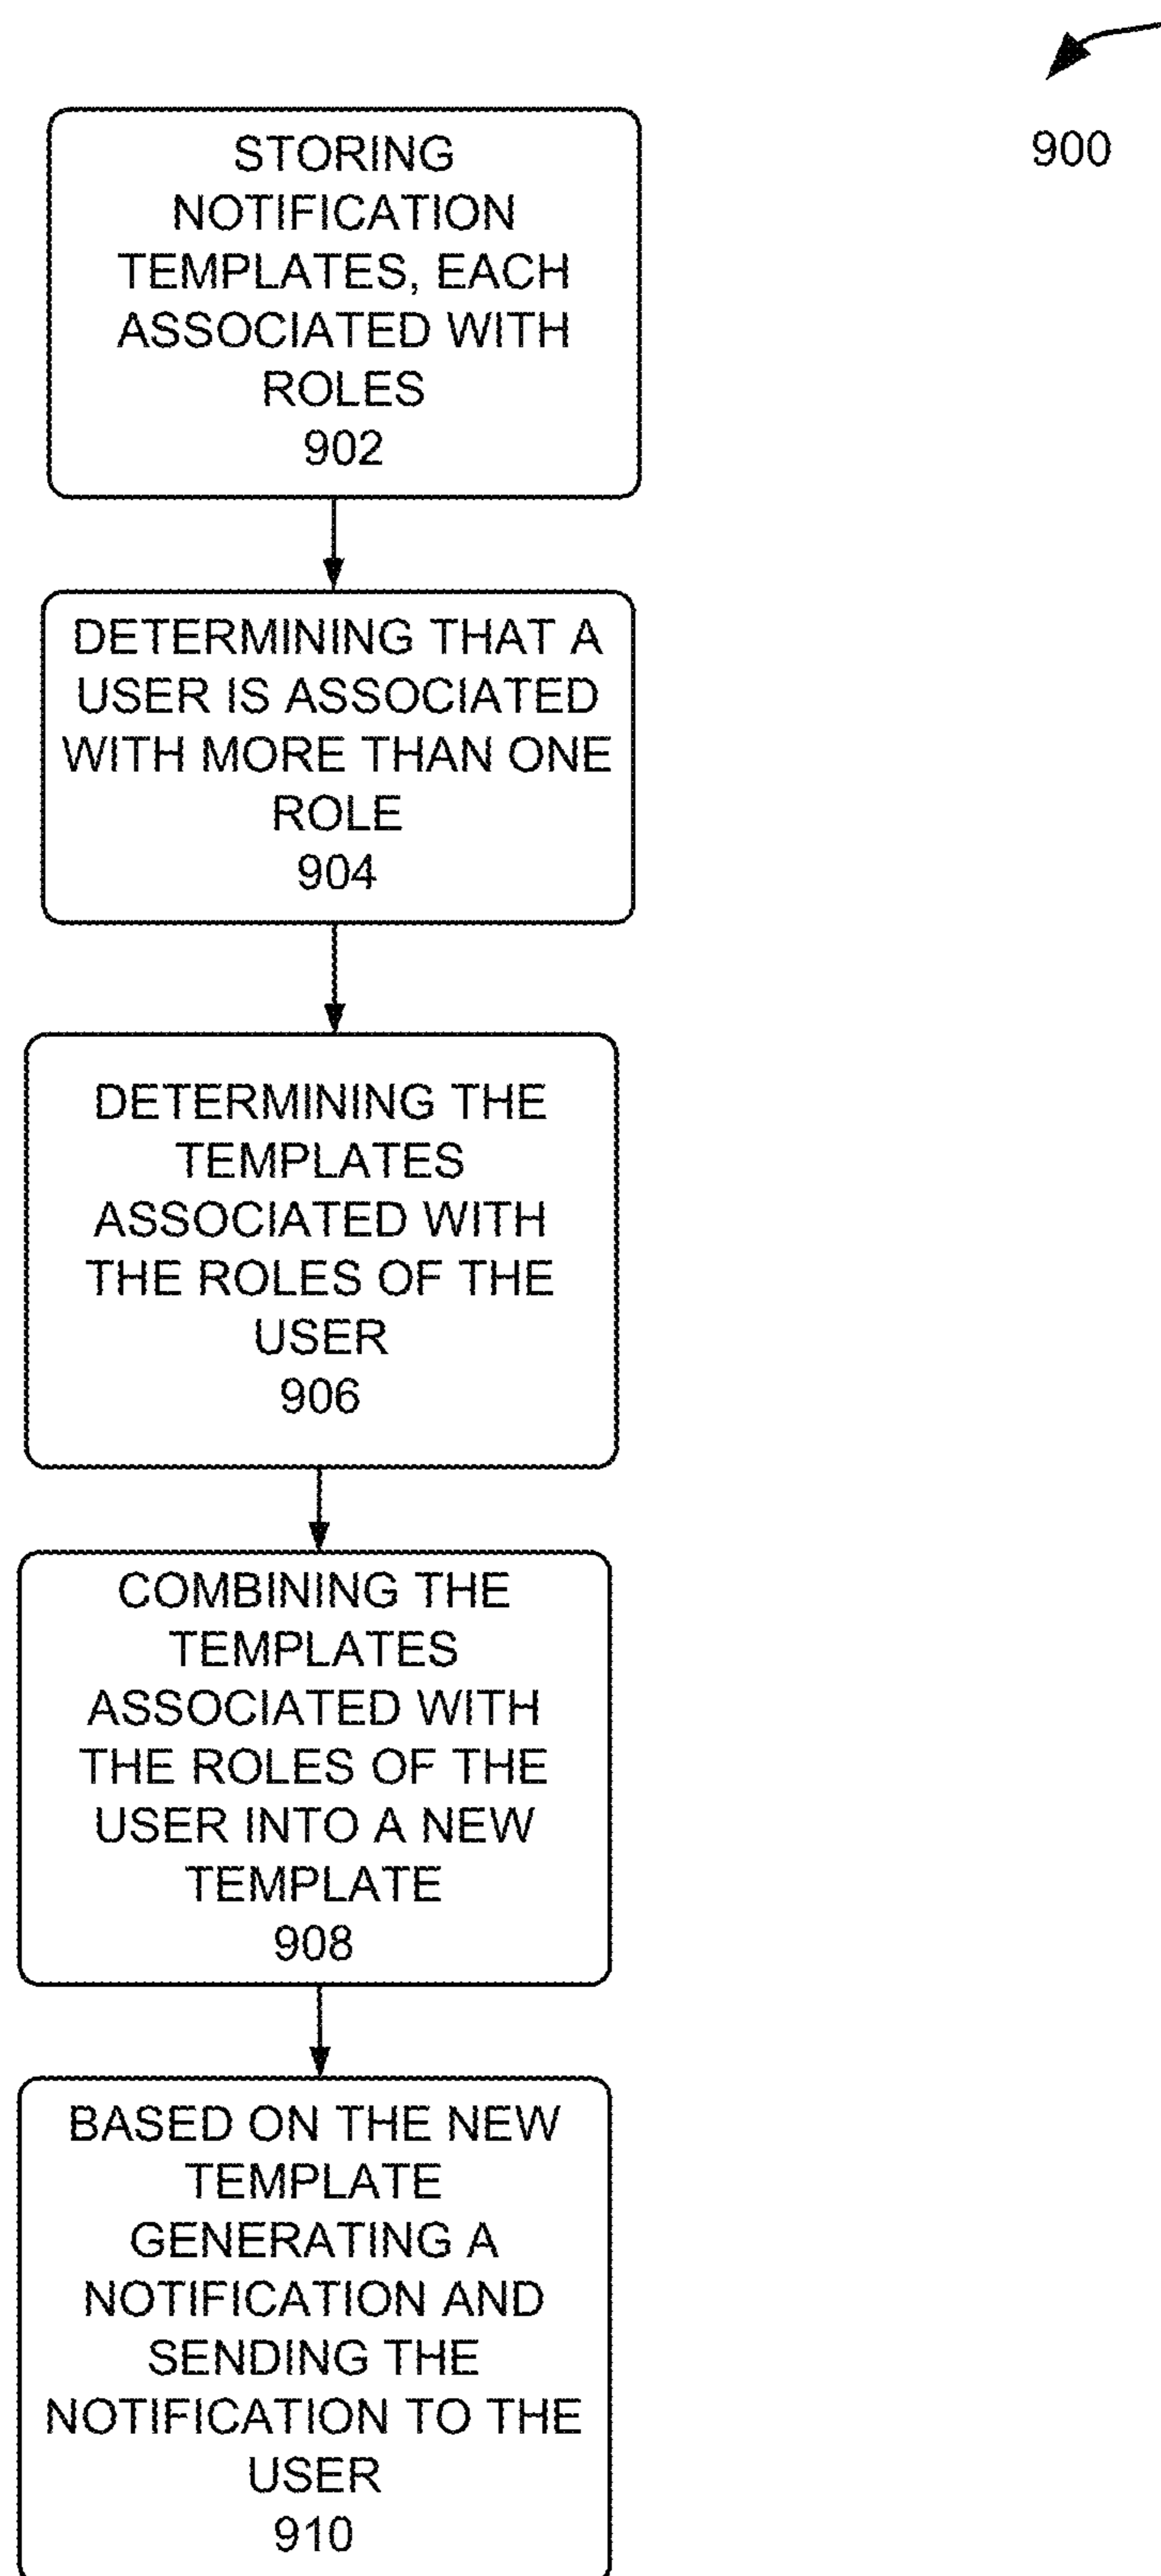 900
STORING
NOTIFICATION
TEMPLATES, EACH
ASSOCIATED WITH
ROLES
902
DETERMINING THAT A
USER IS ASSOCIATED
WITH MORE THAN ONE
ROLE
904
DETERMINING THE
TEMPLATES
ASSOCIATED WITH
THE ROLES OF THE
USER
906
COMBINING THE
TEMPLATES
ASSOCIATED WITH
THE ROLES OF THE
USER INTO A NEW
TEMPLATE
908
BASED ON THE NEW
TEMPLATE
GENERATING A
NOTIFICATION AND
SENDING THE
NOTIFICATION TO THE
USER
910